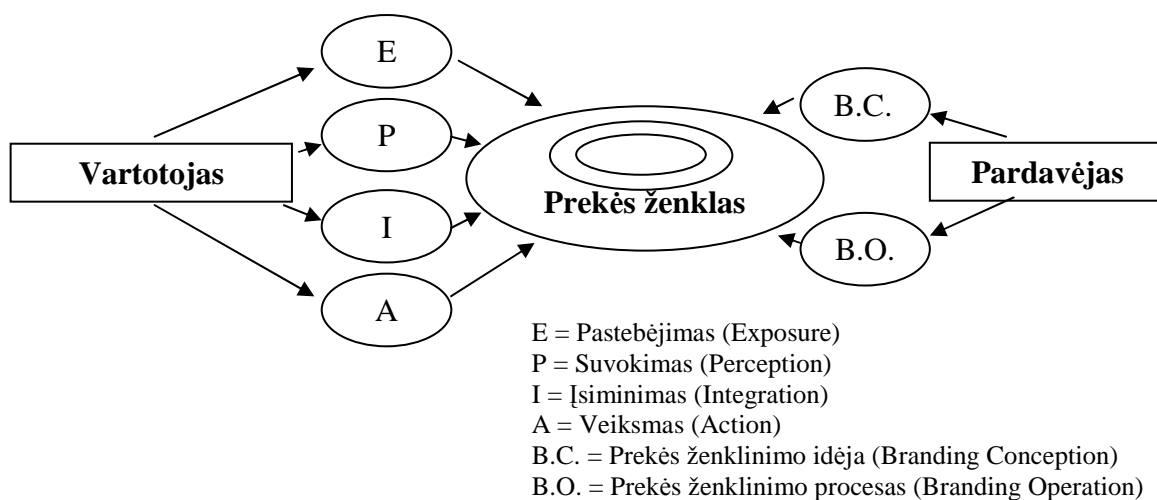 E
P
I
A
Vartotojas
Prekės ženklas
B.C.
B.O.
Pardavėjas
E = Pastebėjimas (Exposure)
P = Suvokimas (Perception)
I = Įsiminimas (Integration)
A = Veiksmas (Action)
B.C. = Prekės ženklinimo idėja (Branding Conception)
B.O. = Prekės ženklinimo procesas (Branding Operation)